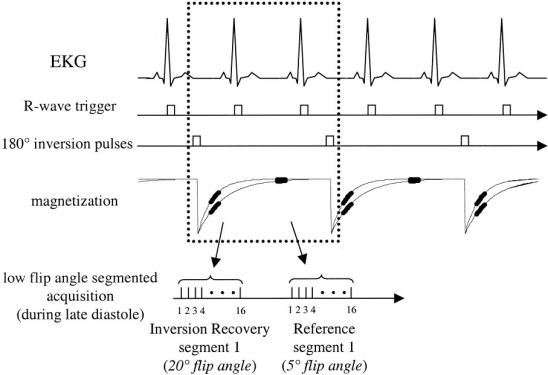 EKG
R-wave trigger
180° inversion pulses
magnetization
low flip angle segmented
acquisition
(during late diastole)
1 2 3 4 16
1 2 3 4 16
Inversion Recovery
segment 1
(20° flip angle)
Reference
segment 1
(5° flip angle)